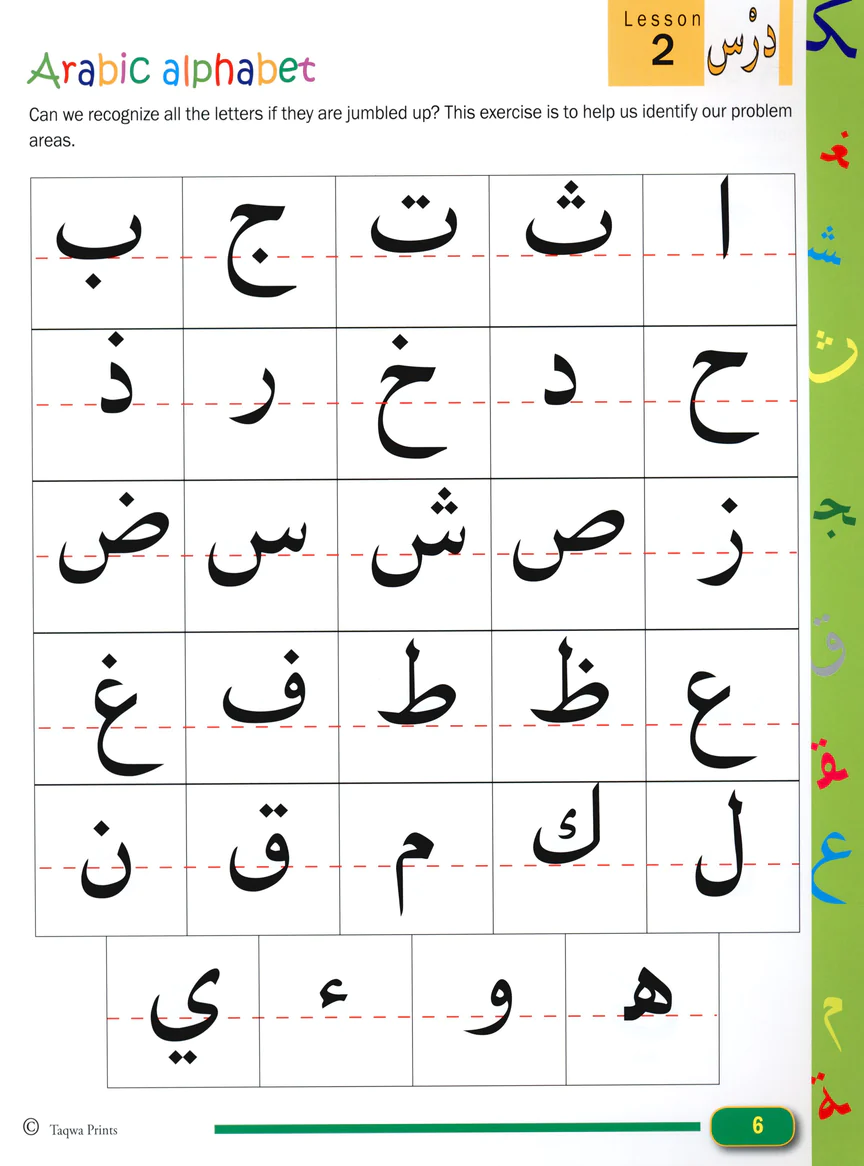 Lesson
2
دَرْس
Arabic alphabet
Can we recognize all the letters if they are jumbled up? This exercise is to help us identify our problem
areas.
ا ث ت ج ب
ح د خ ر ذ
ز ص ش س ض
ع ظ ط ف غ
ل ك م ق ن
ه و ء ي
© Taqwa Prints
6
ک
غ
ش
ث
ج
ق
ق
ع
م
ة